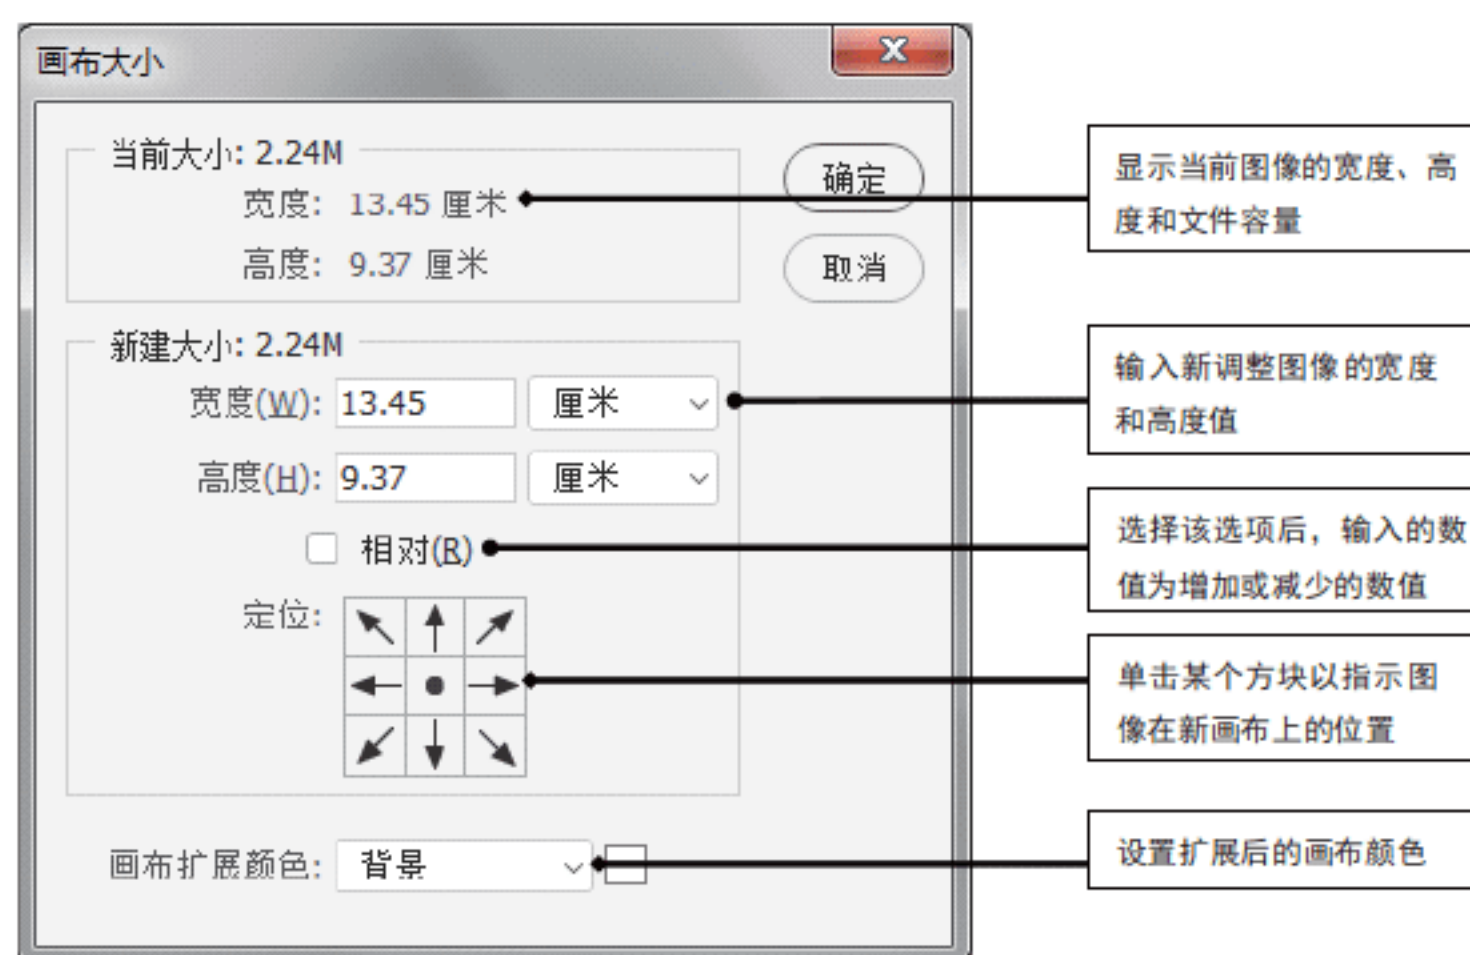 画布大小
当前大小: 2.24M
宽度: 13.45 厘米
高度: 9.37 厘米
确定
取消
新建大小: 2.24M
宽度(W): 13.45 厘米
高度(H): 9.37 厘米
相对(R)
定位:
画布扩展颜色: 背景
显示当前图像的宽度、高
度和文件容量
输入新调整图像的宽度
和高度值
选择该选项后，输入的数
值为增加或减少的数值
单击某个方块以指示图
像在新画布上的位置
设置扩展后的画布颜色